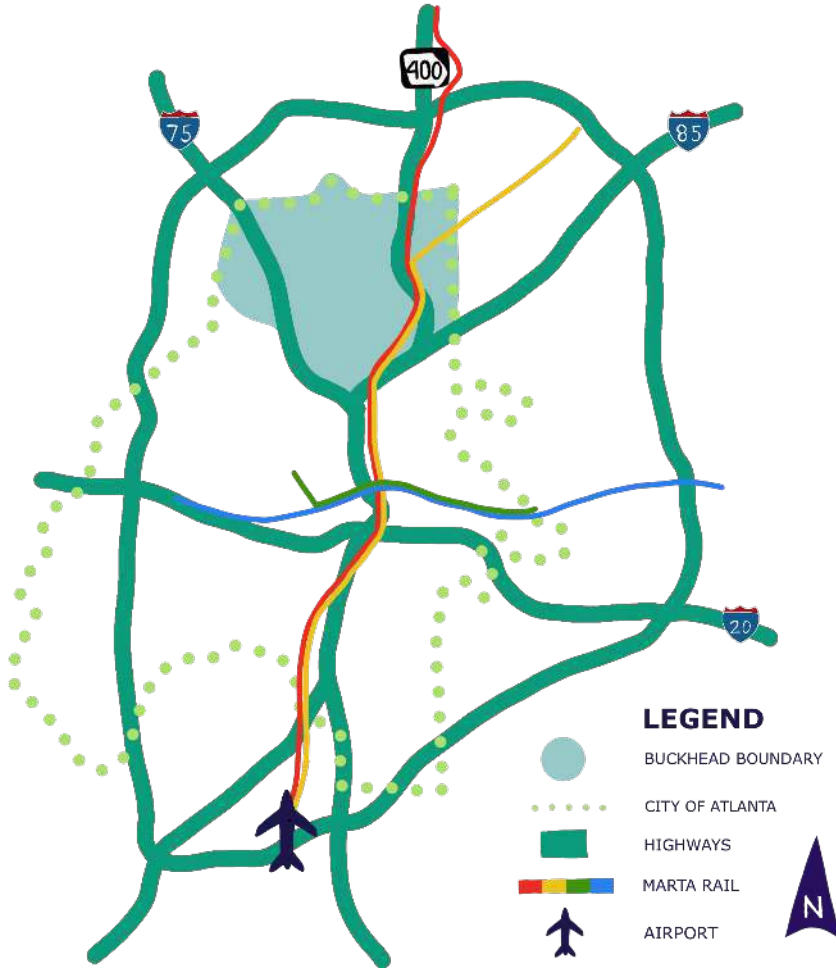 400
75
85
20
LEGEND
BUCKHEAD BOUNDARY
CITY OF ATLANTA
HIGHWAYS
MARTA RAIL
AIRPORT
N